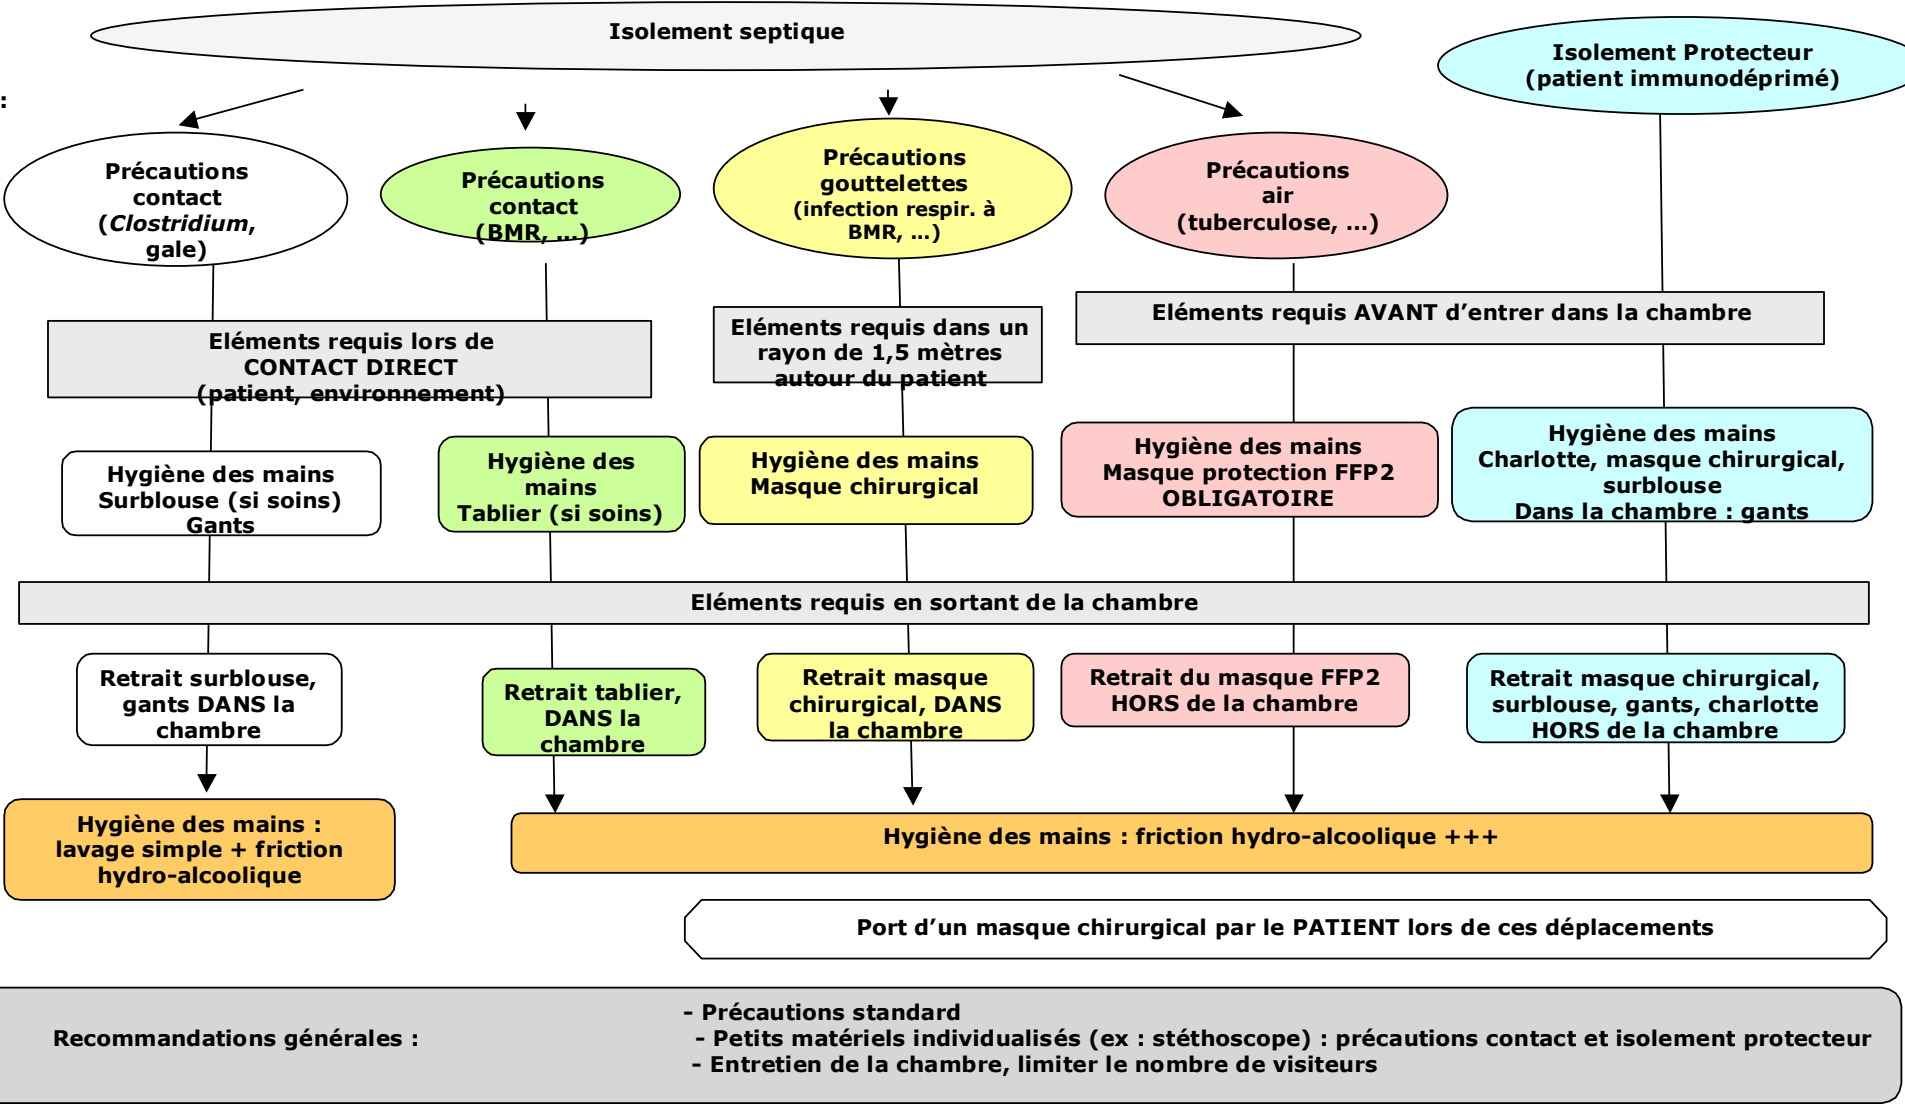 Isolement septique
Isolement Protecteur
(patient immunodéprimé)
:
Précautions
contact
(Clostridium,
gale)
Précautions
contact
(BMR, ...)
Précautions
gouttelettes
(infection respir. à
BMR, ...)
Précautions
air
(tuberculose, ...)
Eléments requis lors de
CONTACT DIRECT
(patient, environnement)
Eléments requis dans un
rayon de 1,5 mètres
autour du patient
Eléments requis AVANT d'entrer dans la chambre
Hygiène des mains
Surblouse (si soins)
Gants
Hygiène des
mains
Tablier (si soins)
Hygiène des mains
Masque chirurgical
Hygiène des mains
Masque protection FFP2
OBLIGATOIRE
Hygiène des mains
Charlotte, masque chirurgical,
surblouse
Dans la chambre : gants
Eléments requis en sortant de la chambre
Retrait surblouse,
gants DANS la
chambre
Retrait tablier,
DANS la
chambre
Retrait masque
chirurgical, DANS
la chambre
Retrait du masque FFP2
HORS de la chambre
Retrait masque chirurgical,
surblouse, gants, charlotte
HORS de la chambre
Hygiène des mains :
lavage simple + friction
hydro-alcoolique
Hygiène des mains : friction hydro-alcoolique +++
Port d'un masque chirurgical par le PATIENT lors de ces déplacements
Recommandations générales :
- Précautions standard
- Petits matériels individualisés (ex : stéthoscope) : précautions contact et isolement protecteur
- Entretien de la chambre, limiter le nombre de visiteurs